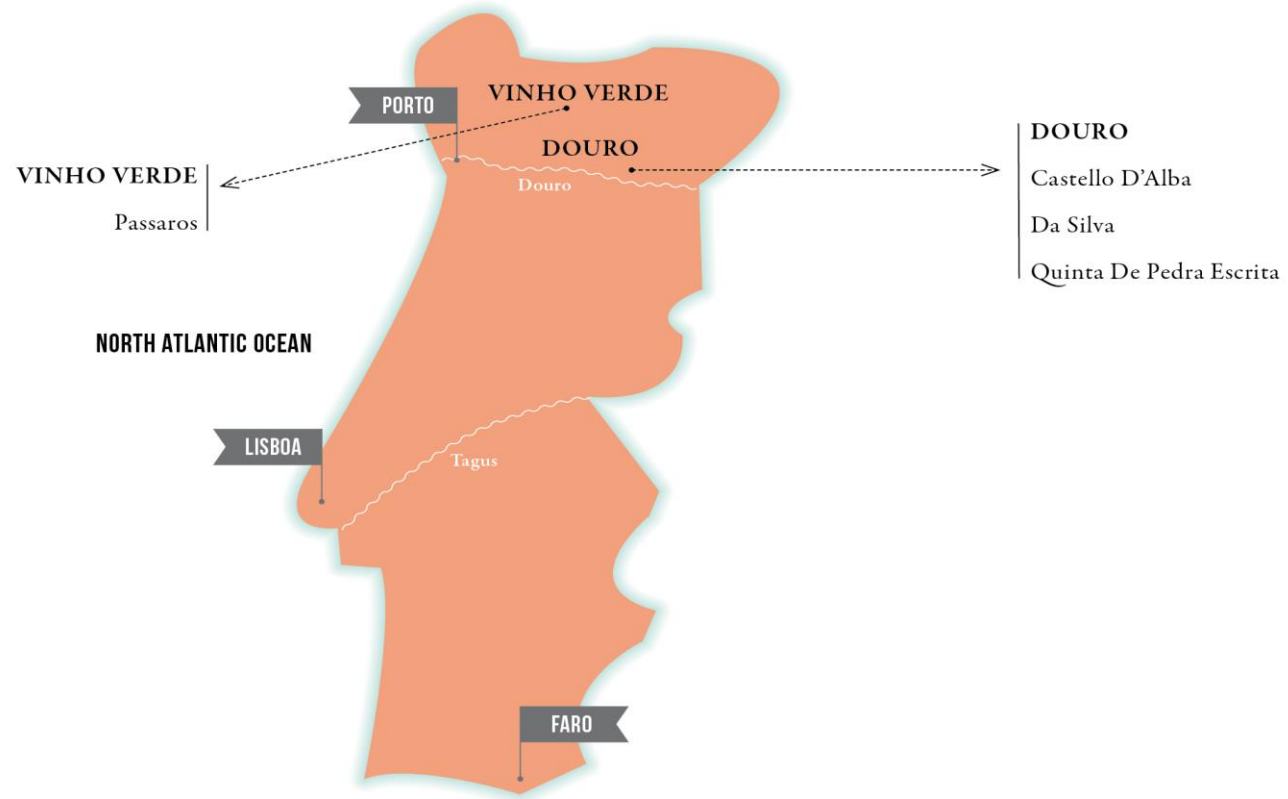 VINHO VERDE
PORTO
DOURO
Douro
VINHO VERDE
Passaros
DOURO
Castello D'Alba
Da Silva
Quinta De Pedra Escrita
NORTH ATLANTIC OCEAN
LISBOA
Tagus
FARO